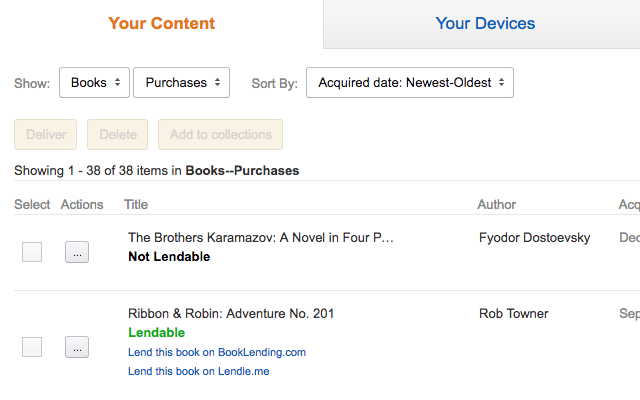 Your Content Your Devices
Show: Books Purchases Sort By: Acquired date: Newest-Oldest
Deliver Delete Add to collections
Showing 1 - 38 of 38 items in Books--Purchases
Select Actions Title Author Acq
... The Brothers Karamazov: A Novel in Four P… Fyodor Dostoevsky Dec
Not Lendable
... Ribbon & Robin: Adventure No. 201 Rob Towner Sep
Lendable
Lend this book on BookLending.com
Lend this book on Lendle.me